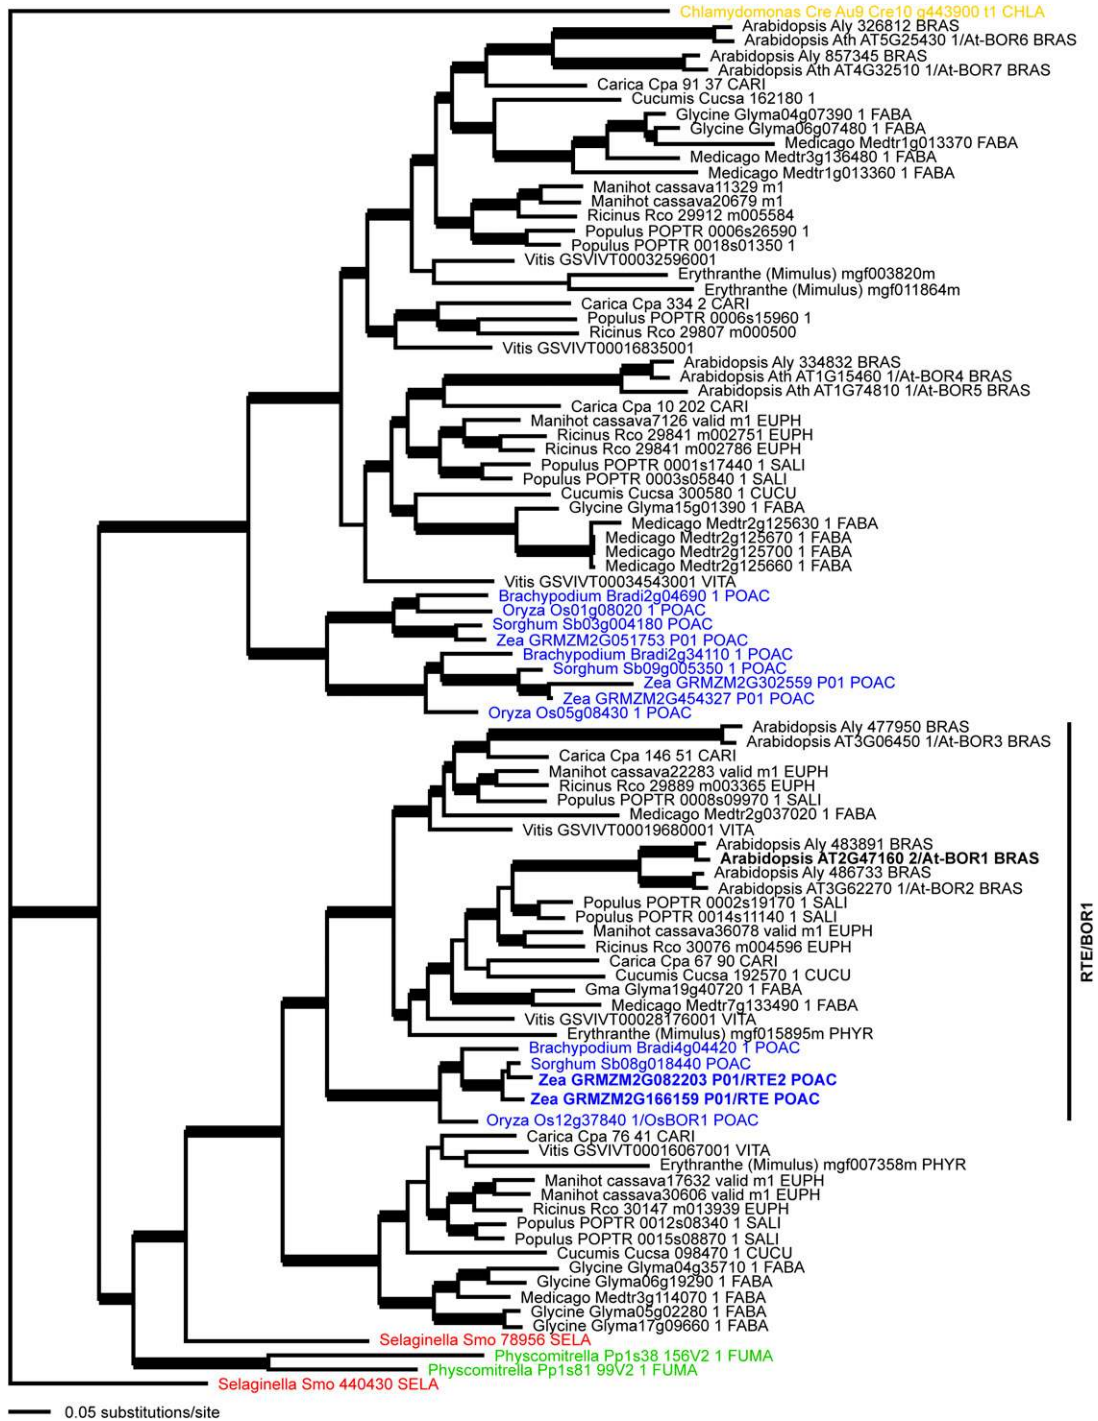 Chlamydomonas Cre Au9 Cre10 g443900 t1 CHLA
Arabidopsis Aly 326812 BRAS
Arabidopsis Ath AT5G25430 1/At-BOR6 BRAS
Arabidopsis Aly 857345 BRAS
Arabidopsis Ath AT4G32510 1/At-BOR7 BRAS
Carica Cpa 91 37 CARI
Cucumis Cucsa 162180 1
Glycine Glyma04g07390 1 FABA
Glycine Glyma06g07480 1 FABA
Medicago Medtr1g013370 FABA
Medicago Medtr3g136480 1 FABA
Medicago Medtr1g013360 1 FABA
Manihot cassava11329 m1
Manihot cassava20679 m1
Ricinus Rco 29912 m005584
Populus POPTR 0006s26590 1
Populus POPTR 0018s01350 1
Vitis GSVIVT00032596001
Erythranthe (Mimulus) mgf003820m
Erythranthe (Mimulus) mgf011864m
Carica Cpa 334 2 CARI
Populus POPTR 0006s15960 1
Ricinus Rco 29807 m000500
Vitis GSVIVT00016835001
Arabidopsis Aly 334832 BRAS
Arabidopsis Ath AT1G15460 1/At-BOR4 BRAS
Arabidopsis Ath AT1G74810 1/At-BOR5 BRAS
Carica Cpa 10 202 CARI
Manihot cassava7126 valid m1 EUPH
Ricinus Rco 29841 m002751 EUPH
Ricinus Rco 29841 m002786 EUPH
Populus POPTR 0001s17440 1 SALI
Populus POPTR 0003s05840 1 SALI
Cucumis Cucsa 300580 1 CUCU
Glycine Glyma15g01390 1 FABA
Medicago Medtr2g125630 1 FABA
Medicago Medtr2g125670 1 FABA
Medicago Medtr2g125700 1 FABA
Medicago Medtr2g125660 1 FABA
Vitis GSVIVT00034543001 VITA
Brachypodium Bradi2g04690 1 POAC
Oryza Os01g08020 1 POAC
Sorghum Sb03g004180 POAC
Zea GRMZM2G051753 P01 POAC
Brachypodium Bradi2g34110 1 POAC
Sorghum Sb09g005350 1 POAC
Zea GRMZM2G302559 P01 POAC
Zea GRMZM2G454327 P01 POAC
Oryza Os05g08430 1 POAC
Arabidopsis Aly 477950 BRAS
Arabidopsis AT3G06450 1/At-BOR3 BRAS
Carica Cpa 146 51 CARI
Manihot cassava22283 valid m1 EUPH
Ricinus Rco 29889 m003365 EUPH
Populus POPTR 0008s09970 1 SALI
Medicago Medtr2g037020 1 FABA
Vitis GSVIVT00019680001 VITA
Arabidopsis Aly 483891 BRAS
Arabidopsis AT2G47160 2/At-BOR1 BRAS
Arabidopsis Aly 486733 BRAS
Arabidopsis AT3G62270 1/At-BOR2 BRAS
Populus POPTR 0002s19170 1 SALI
Populus POPTR 0014s11140 1 SALI
Manihot cassava36078 valid m1 EUPH
Ricinus Rco 30076 m004596 EUPH
Carica Cpa 67 90 CARI
Cucumis Cucsa 192570 1 CUCU
Gma Glyma19g40720 1 FABA
Medicago Medtr7g133490 1 FABA
Vitis GSVIVT00028176001 VITA
Erythranthe (Mimulus) mgf015895m PHYR
Brachypodium Bradi4g04420 1 POAC
Sorghum Sb08g018440 POAC
Zea GRMZM2G082203 P01/RTE2 POAC
Zea GRMZM2G166159 P01/RTE POAC
Oryza Os12g37840 1/OsBOR1 POAC
RTE/BOR1
Carica Cpa 76 41 CARI
Vitis GSVIVT00016067001 VITA
Erythranthe (Mimulus) mgf007358m PHYR
Manihot cassava17632 valid m1 EUPH
Manihot cassava30606 valid m1 EUPH
Ricinus Rco 30147 m013939 EUPH
Populus POPTR 0012s08340 1 SALI
Populus POPTR 0015s08870 1 SALI
Cucumis Cucsa 098470 1 CUCU
Glycine Glyma04g35710 1 FABA
Glycine Glyma06g19290 1 FABA
Medicago Medtr3g114070 1 FABA
Glycine Glyma05g02280 1 FABA
Glycine Glyma17g09660 1 FABA
Selaginella Smo 78956 SELA
Physcomitrella Pp1s38 156V2 1 FUMA
Physcomitrella Pp1s81 99V2 1 FUMA
Selaginella Smo 440430 SELA
0.05 substitutions/site